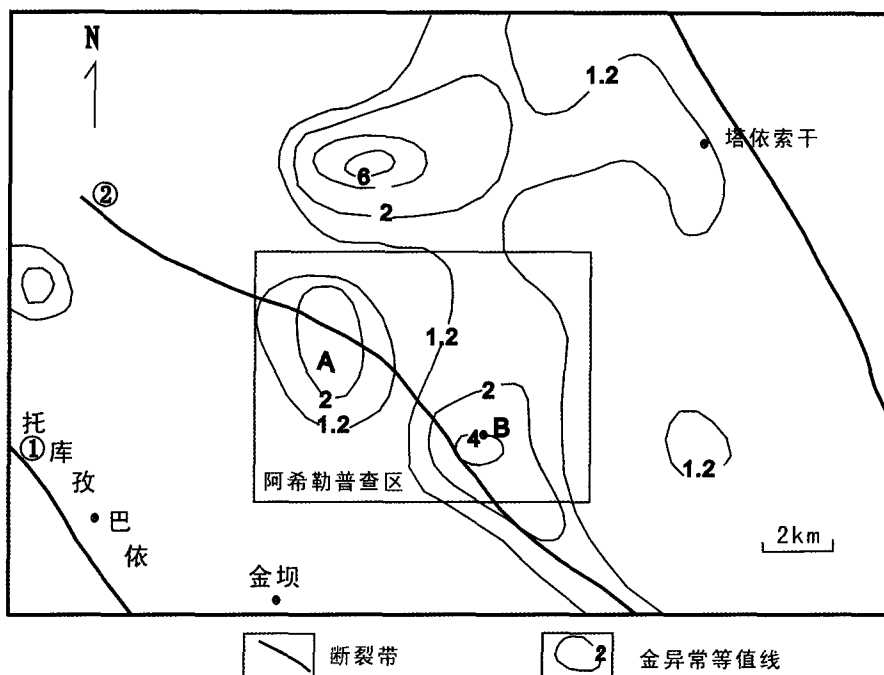 N
1.2
塔依索干
②
6
2
1.2
A
2
1.2
2
4 B
托
①库
孜
巴
依
阿希勒普查区
1.2
2km
金坝
断裂带
2
金异常等值线